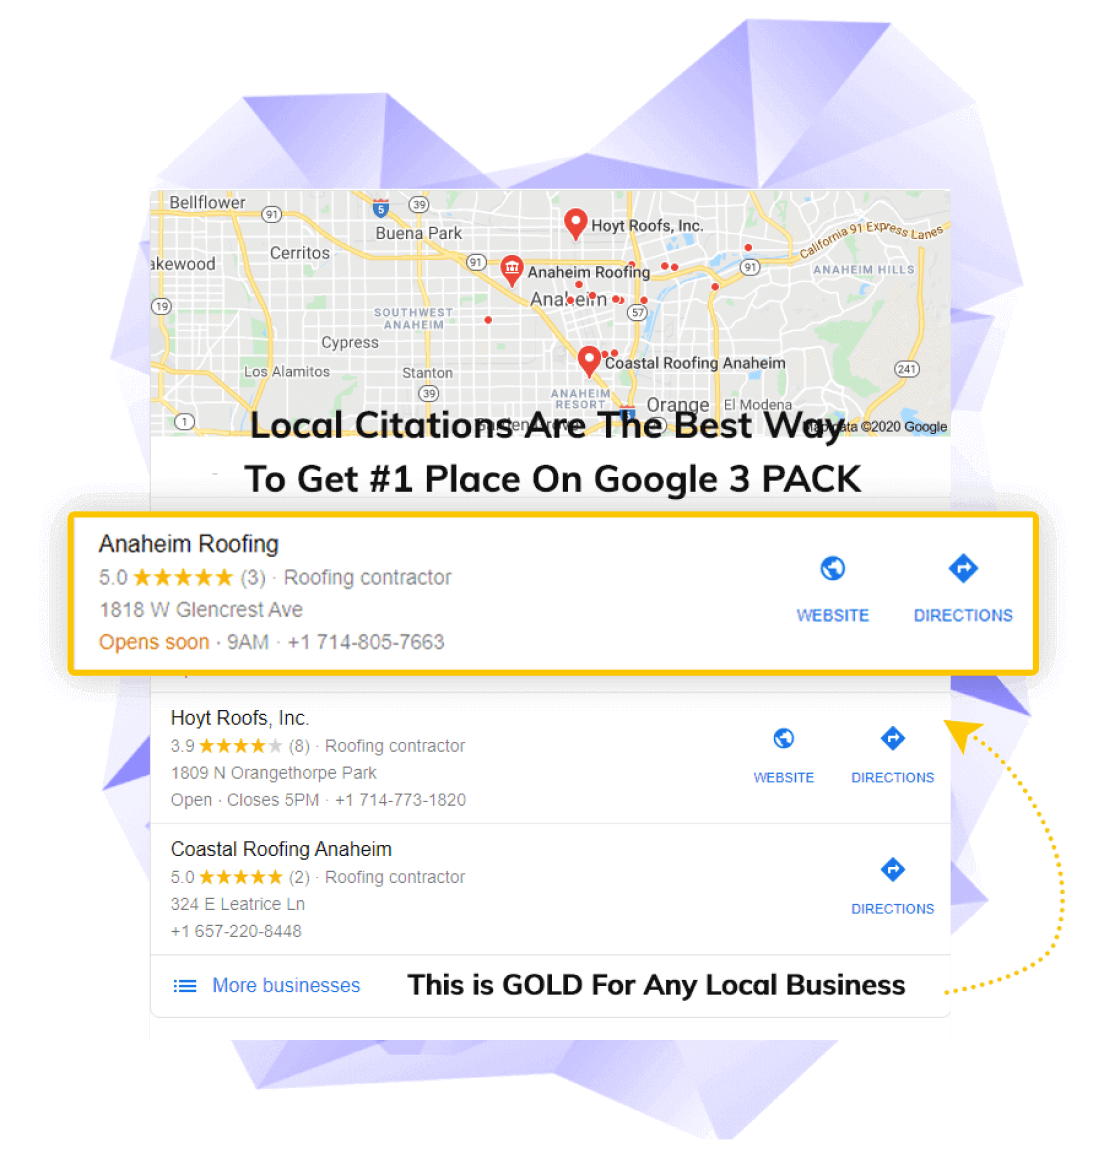 Bellflower
91
5
39
Buena Park
Hoyt Roofs, Inc.
California 91 Express Lanes
Cerritos
akewood
91
Anaheim Roofing
91
ANAHEIM HILLS
Anaheim
19
SOUTHWEST
ANAHEIM
57
Cypress
Coastal Roofing Anaheim
Los Alamitos
Stanton
241
39
ANAHEIM
RESORT
Orange
El Modena
1
5
Local Citations Are The Best Way
Map data ©2020 Google
To Get #1 Place On Google 3 PACK
Anaheim Roofing
5.0 ★★★★★ (3) · Roofing contractor
1818 W Glencrest Ave
Opens soon · 9AM · +1 714-805-7663
WEBSITE
DIRECTIONS
Hoyt Roofs, Inc.
3.9 ★★★★★ (8) · Roofing contractor
1809 N Orangethorpe Park
Open · Closes 5PM · +1 714-773-1820
WEBSITE
DIRECTIONS
Coastal Roofing Anaheim
5.0 ★★★★★ (2) · Roofing contractor
324 E Leatrice Ln
+1 657-220-8448
DIRECTIONS
More businesses
This is GOLD For Any Local Business